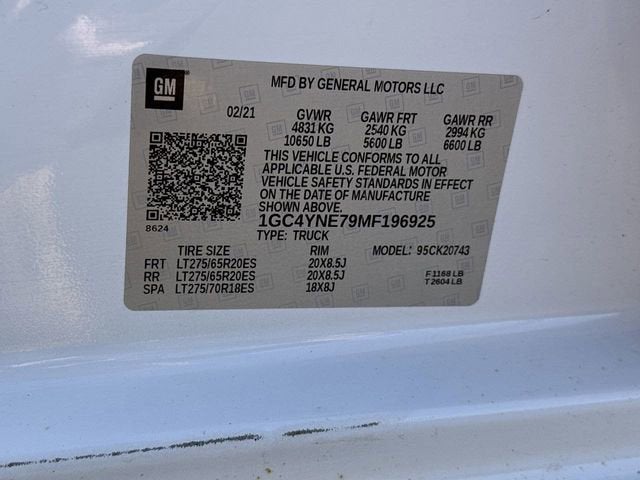 GM
MFD BY GENERAL MOTORS LLC
02/21 GVWR GAWR FRT GAWR RR
4831 KG 2540 KG 2994 KG
10650 LB 5600 LB 6600 LB
THIS VEHICLE CONFORMS TO ALL
APPLICABLE U.S. FEDERAL MOTOR
VEHICLE SAFETY STANDARDS IN EFFECT
ON THE DATE OF MANUFACTURE
SHOWN ABOVE.
8624 1GC4YNE79MF196925
TYPE: TRUCK
TIRE SIZE RIM MODEL: 95CK20743
FRT LT275/65R20ES 20X8.5J
RR LT275/65R20ES 20X8.5J
SPA LT275/70R18ES 18X8J
F1168 LB
T2604 LB